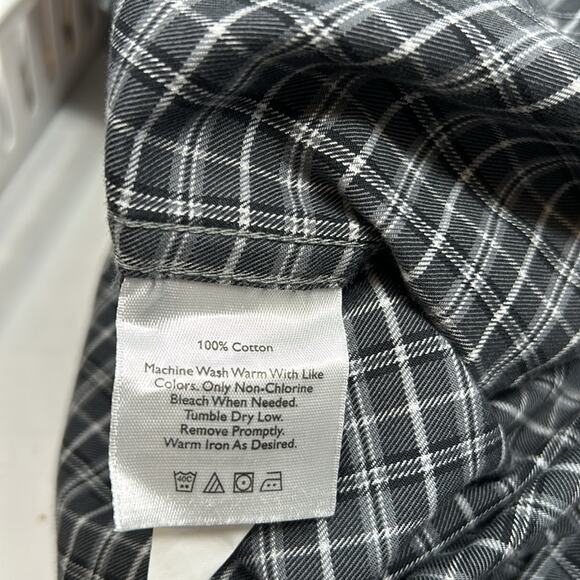 100% Cotton
Machine Wash Warm With Like
Colors. Only Non-Chlorine
Bleach When Needed.
Tumble Dry Low.
Remove Promptly.
Warm Iron As Desired.
40C